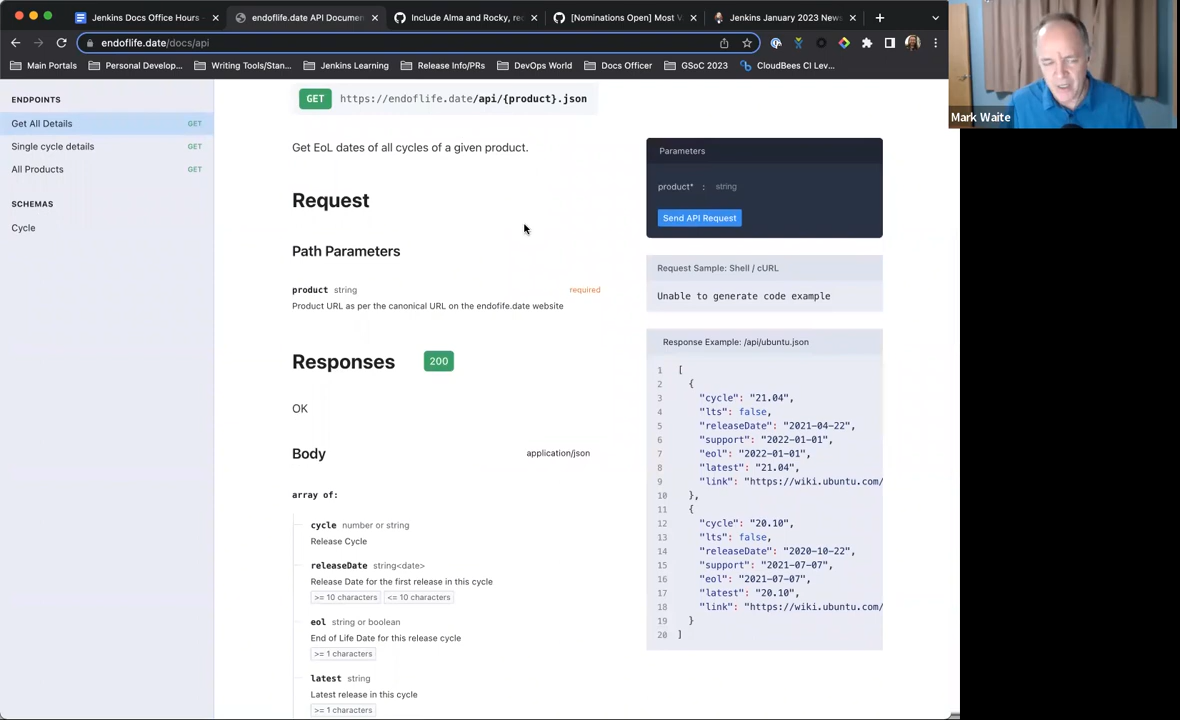 Jenkins Docs Office Hours -
endoflife.date API Documen
Include Alma and Rocky, re
[Nominations Open] Most V
Jenkins January 2023 News
endoflife.date/docs/api
Main Portals
Personal Develop...
Writing Tools/Stan...
Jenkins Learning
Release Info/PRs
DevOps World
Docs Officer
GSoC 2023
CloudBees CI Lev...
Mark Waite
ENDPOINTS
Get All Details GET
Single cycle details GET
All Products GET
SCHEMAS
Cycle
GET https://endoflife.date/api/{product}.json
Get EoL dates of all cycles of a given product.
Request
Path Parameters
product string required
Product URL as per the canonical URL on the endofife.date website
Responses 200
OK
Body application/json
array of:
cycle number or string
Release Cycle
releaseDate string<date>
Release Date for the first release in this cycle
>= 10 characters <= 10 characters
eol string or boolean
End of Life Date for this release cycle
>= 1 characters
latest string
Latest release in this cycle
>= 1 characters
Parameters
product* : string
Send API Request
Request Sample: Shell / cURL
Unable to generate code example
Response Example: /api/ubuntu.json
1 [
2 {
3 "cycle": "21.04",
4 "lts": false,
5 "releaseDate": "2021-04-22",
6 "support": "2022-01-01",
7 "eol": "2022-01-01",
8 "latest": "21.04",
9 "link": "https://wiki.ubuntu.com/
10 },
11 {
12 "cycle": "20.10",
13 "lts": false,
14 "releaseDate": "2020-10-22",
15 "support": "2021-07-07",
16 "eol": "2021-07-07",
17 "latest": "20.10",
18 "link": "https://wiki.ubuntu.com/
19 }
20 ]